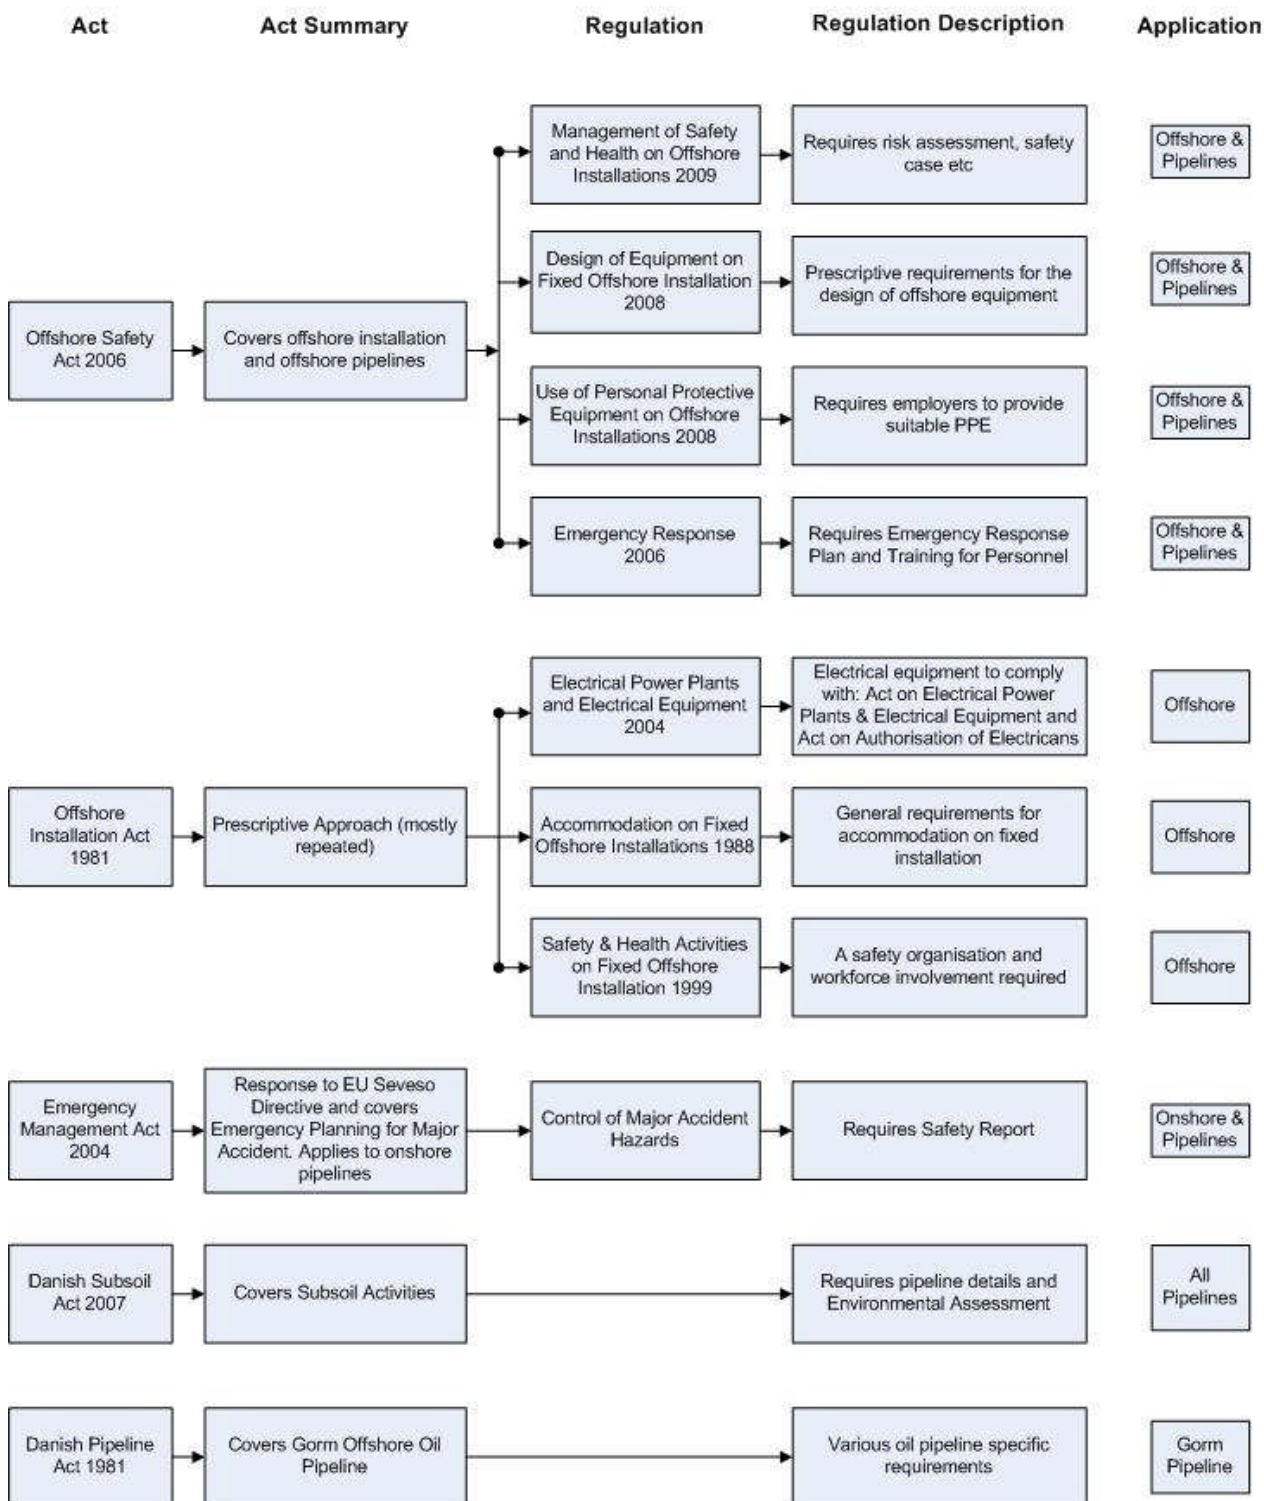 Act
Act Summary
Regulation
Regulation Description
Application
Offshore Safety
Act 2006
Covers offshore installation
and offshore pipelines
Management of Safety
and Health on Offshore
Installations 2009
Requires risk assessment, safety
case etc
Offshore &
Pipelines
Design of Equipment on
Fixed Offshore Installation
2008
Prescriptive requirements for the
design of offshore equipment
Offshore &
Pipelines
Use of Personal Protective
Equipment on Offshore
Installations 2008
Requires employers to provide
suitable PPE
Offshore &
Pipelines
Emergency Response
2006
Requires Emergency Response
Plan and Training for Personnel
Offshore &
Pipelines
Offshore
Installation Act
1981
Prescriptive Approach (mostly
repeated)
Electrical Power Plants
and Electrical Equipment
2004
Electrical equipment to comply
with: Act on Electrical Power
Plants & Electrical Equipment and
Act on Authorisation of Electricans
Offshore
Accommodation on Fixed
Offshore Installations 1988
General requirements for
accommodation on fixed
installation
Offshore
Safety & Health Activities
on Fixed Offshore
Installation 1999
A safety organisation and
workforce involvement required
Offshore
Emergency
Management Act
2004
Response to EU Seveso
Directive and covers
Emergency Planning for Major
Accident. Applies to onshore
pipelines
Control of Major Accident
Hazards
Requires Safety Report
Onshore &
Pipelines
Danish Subsoil
Act 2007
Covers Subsoil Activities
Requires pipeline details and
Environmental Assessment
All
Pipelines
Danish Pipeline
Act 1981
Covers Gorm Offshore Oil
Pipeline
Various oil pipeline specific
requirements
Gorm
Pipeline